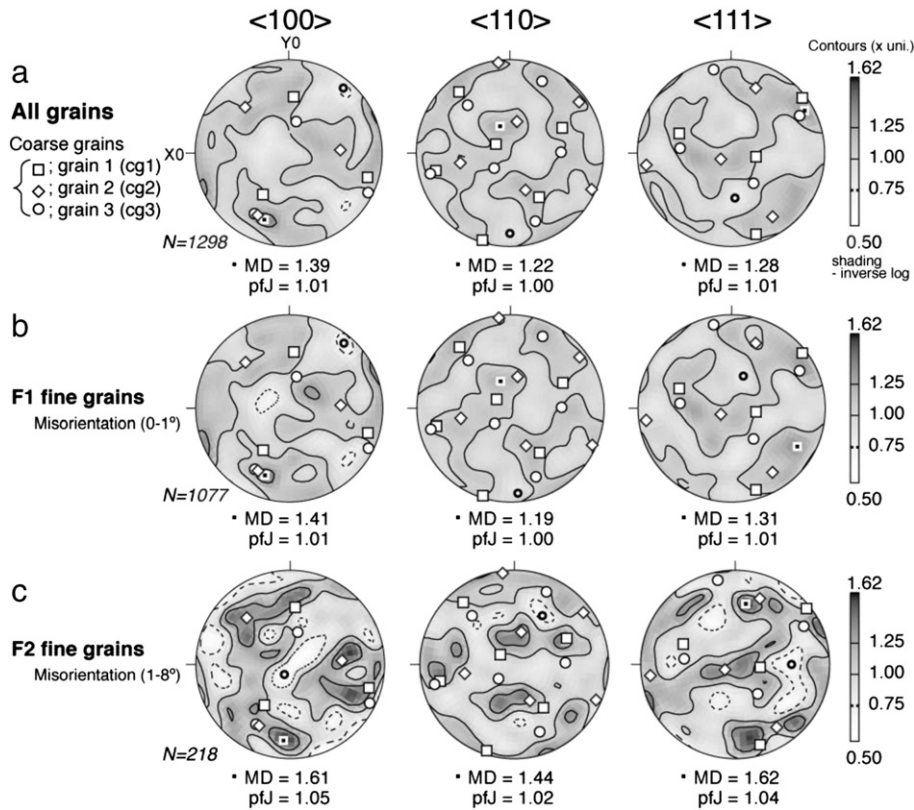 <100> <110> <111>
Y0
Contours (x uni.)
a
All grains
Coarse grains
; grain 1 (cg1)
; grain 2 (cg2)
; grain 3 (cg3)
X0
N=1298
1.62
1.25
1.00
0.75
0.50
shading
- inverse log
MD = 1.39 MD = 1.22 MD = 1.28
pfJ = 1.01 pfJ = 1.00 pfJ = 1.01
b
F1 fine grains
Misorientation (0-1º)
N=1077
1.62
1.25
1.00
0.75
0.50
MD = 1.41 MD = 1.19 MD = 1.31
pfJ = 1.01 pfJ = 1.00 pfJ = 1.01
c
F2 fine grains
Misorientation (1-8º)
N=218
1.62
1.25
1.00
0.75
0.50
MD = 1.61 MD = 1.44 MD = 1.62
pfJ = 1.05 pfJ = 1.02 pfJ = 1.04